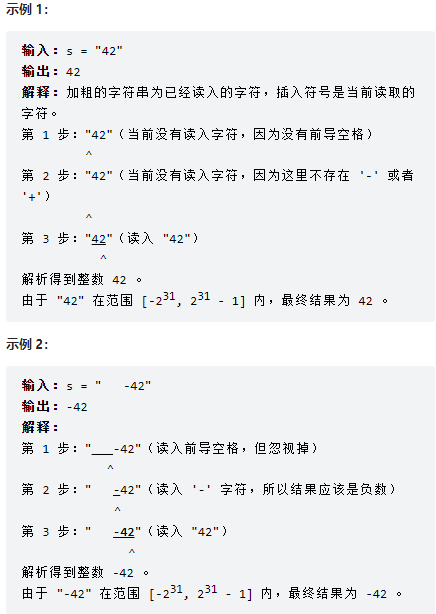 示例 1：
输入：s = "42"
输出：42
解释：加粗的字符串为已经读入的字符，插入符号是当前读取的
字符。
第 1 步："42"（当前没有读入字符，因为没有前导空格）
         ^
第 2 步："42"（当前没有读入字符，因为这里不存在 '-' 或者
'+'）
         ^
第 3 步："42"（读入 "42"）
           ^
解析得到整数 42 。
由于 "42" 在范围 [-2³¹, 2³¹ - 1] 内，最终结果为 42 。
示例 2：
输入：s = "   -42"
输出：-42
解释：
第 1 步："___-42"（读入前导空格，但忽视掉）
            ^
第 2 步："   -42"（读入 '-' 字符，所以结果应该是负数）
             ^
第 3 步："   -42"（读入 "42"）
               ^
解析得到整数 -42 。
由于 "-42" 在范围 [-2³¹, 2³¹ - 1] 内，最终结果为 -42 。